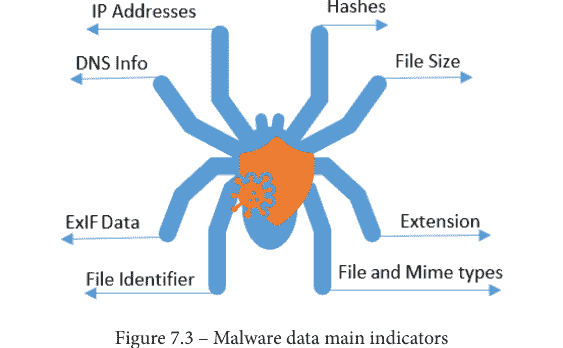 IP Addresses
Hashes
DNS Info
File Size
ExIF Data
Extension
File Identifier
File and Mime types
Figure 7.3 – Malware data main indicators